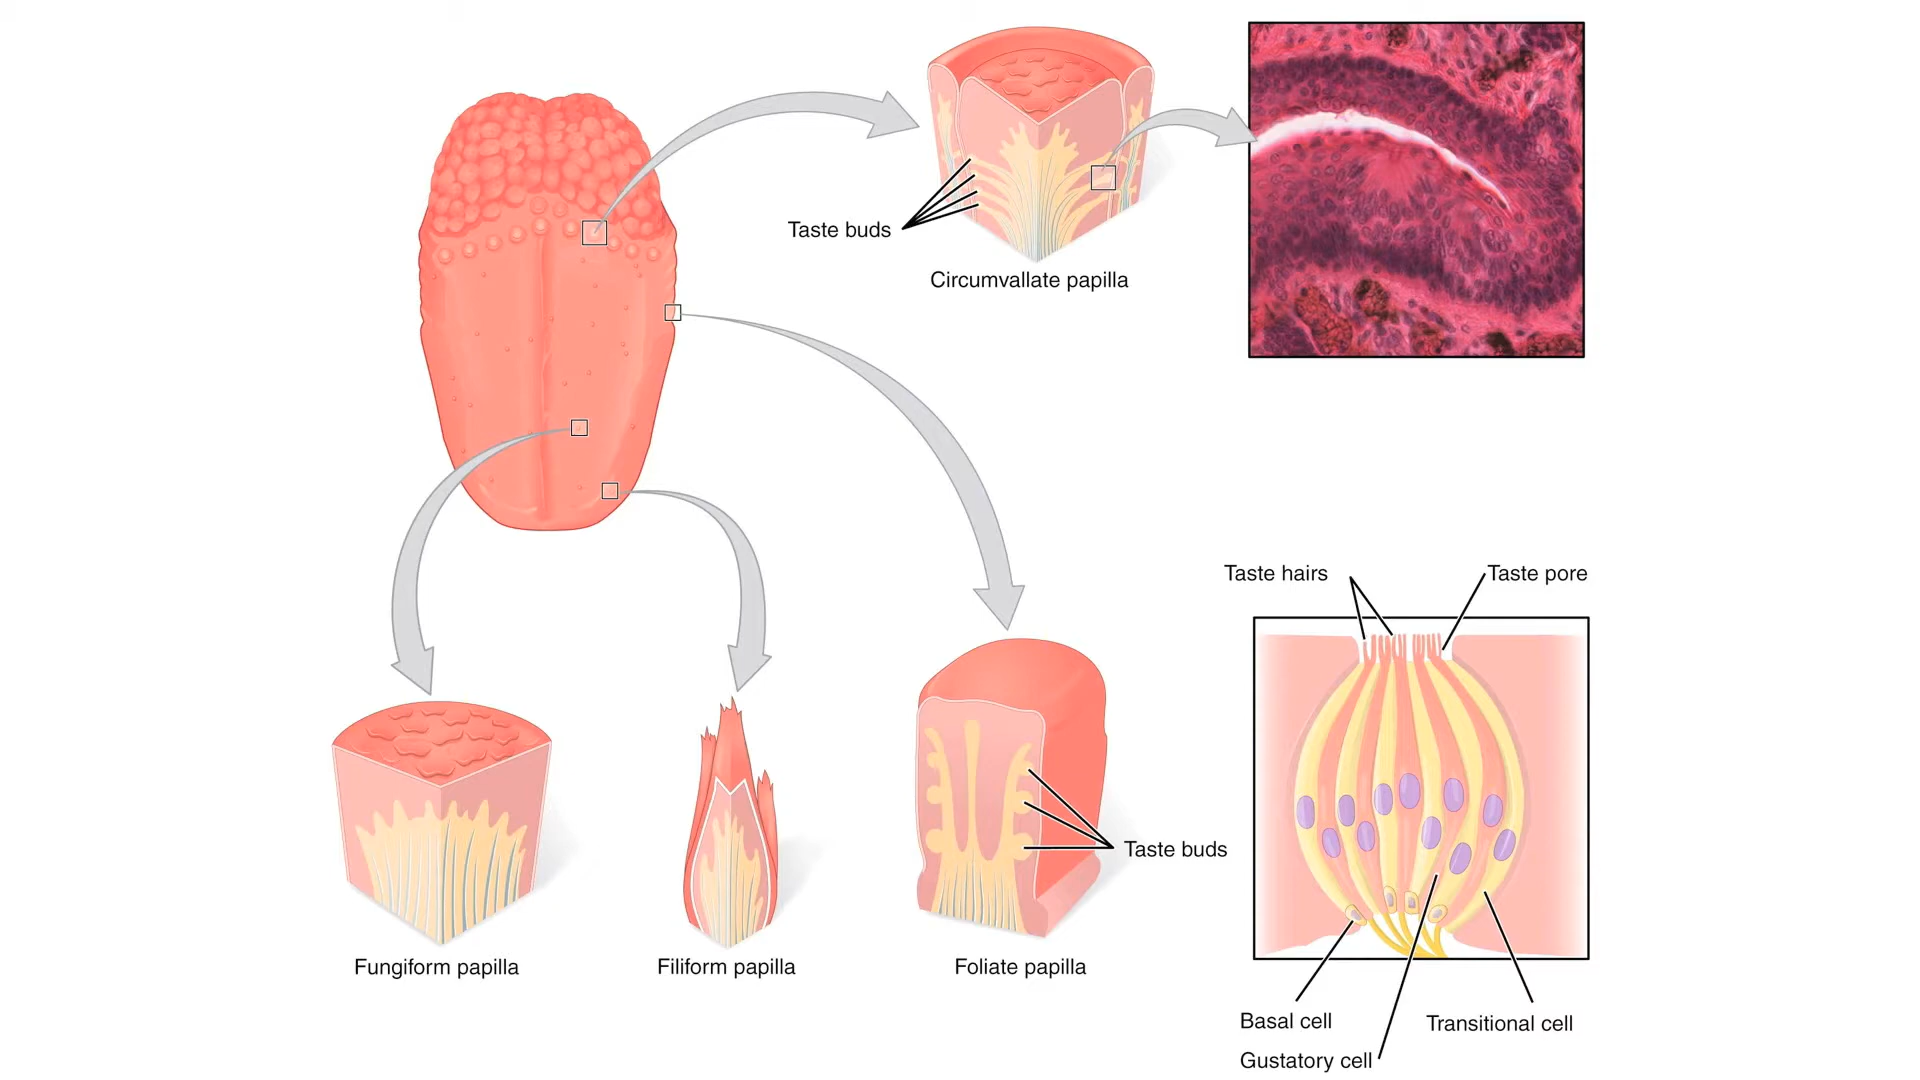 Taste buds
Circumvallate papilla
Taste hairs
Taste pore
Taste buds
Fungiform papilla
Filiform papilla
Foliate papilla
Basal cell
Transitional cell
Gustatory cell